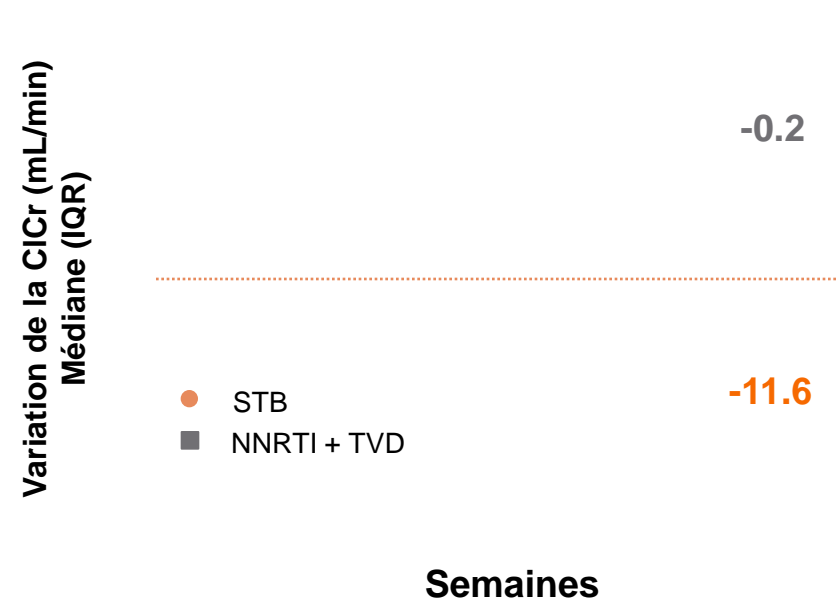 Variation de la ClCr (mL/min)
Médiane (IQR)
-0.2
-11.6
STB
NNRTI + TVD
Semaines